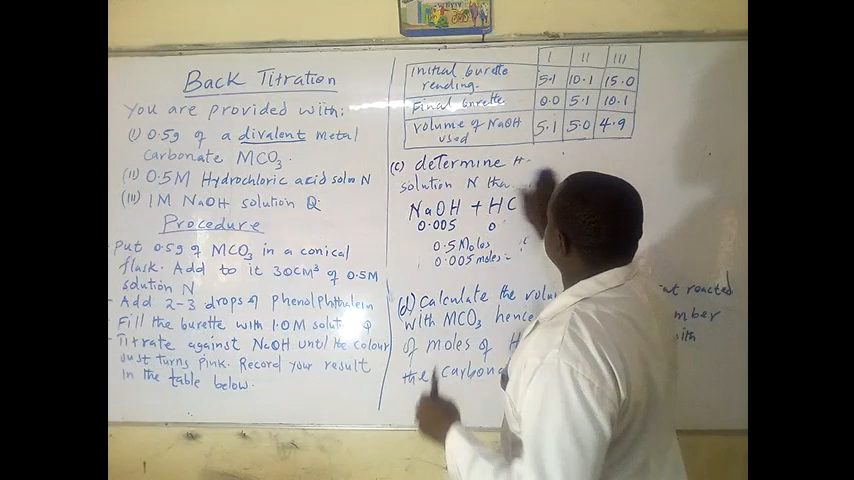 Back Titration
You are provided with:
(i) 0.5g of a divalent metal
carbonate MCO3.
(ii) 0.5M Hydrochloric acid soln N
(iii) 1M NaOH solution Q.
Procedure
- Put 0.5g of MCO3 in a conical
flask. Add to it 30cm³ of 0.5M
solution N
- Add 2-3 drops of phenolphthalein
- Fill the burette with 1.0M solution Q
- Titrate against NaOH until the colour
Just turns pink. Record your result
in the table below.
I II III
Initial burette reading. 5.1 10.1 15.0
Final burette 0.0 5.1 10.1
Volume of NaOH used 5.1 5.0 4.9
(c) determine
solution N
NaOH + HC
0.005 0
0.5 Moles
0.005 moles =
(d) Calculate the reacted
with MCO3 hence
of moles of
the